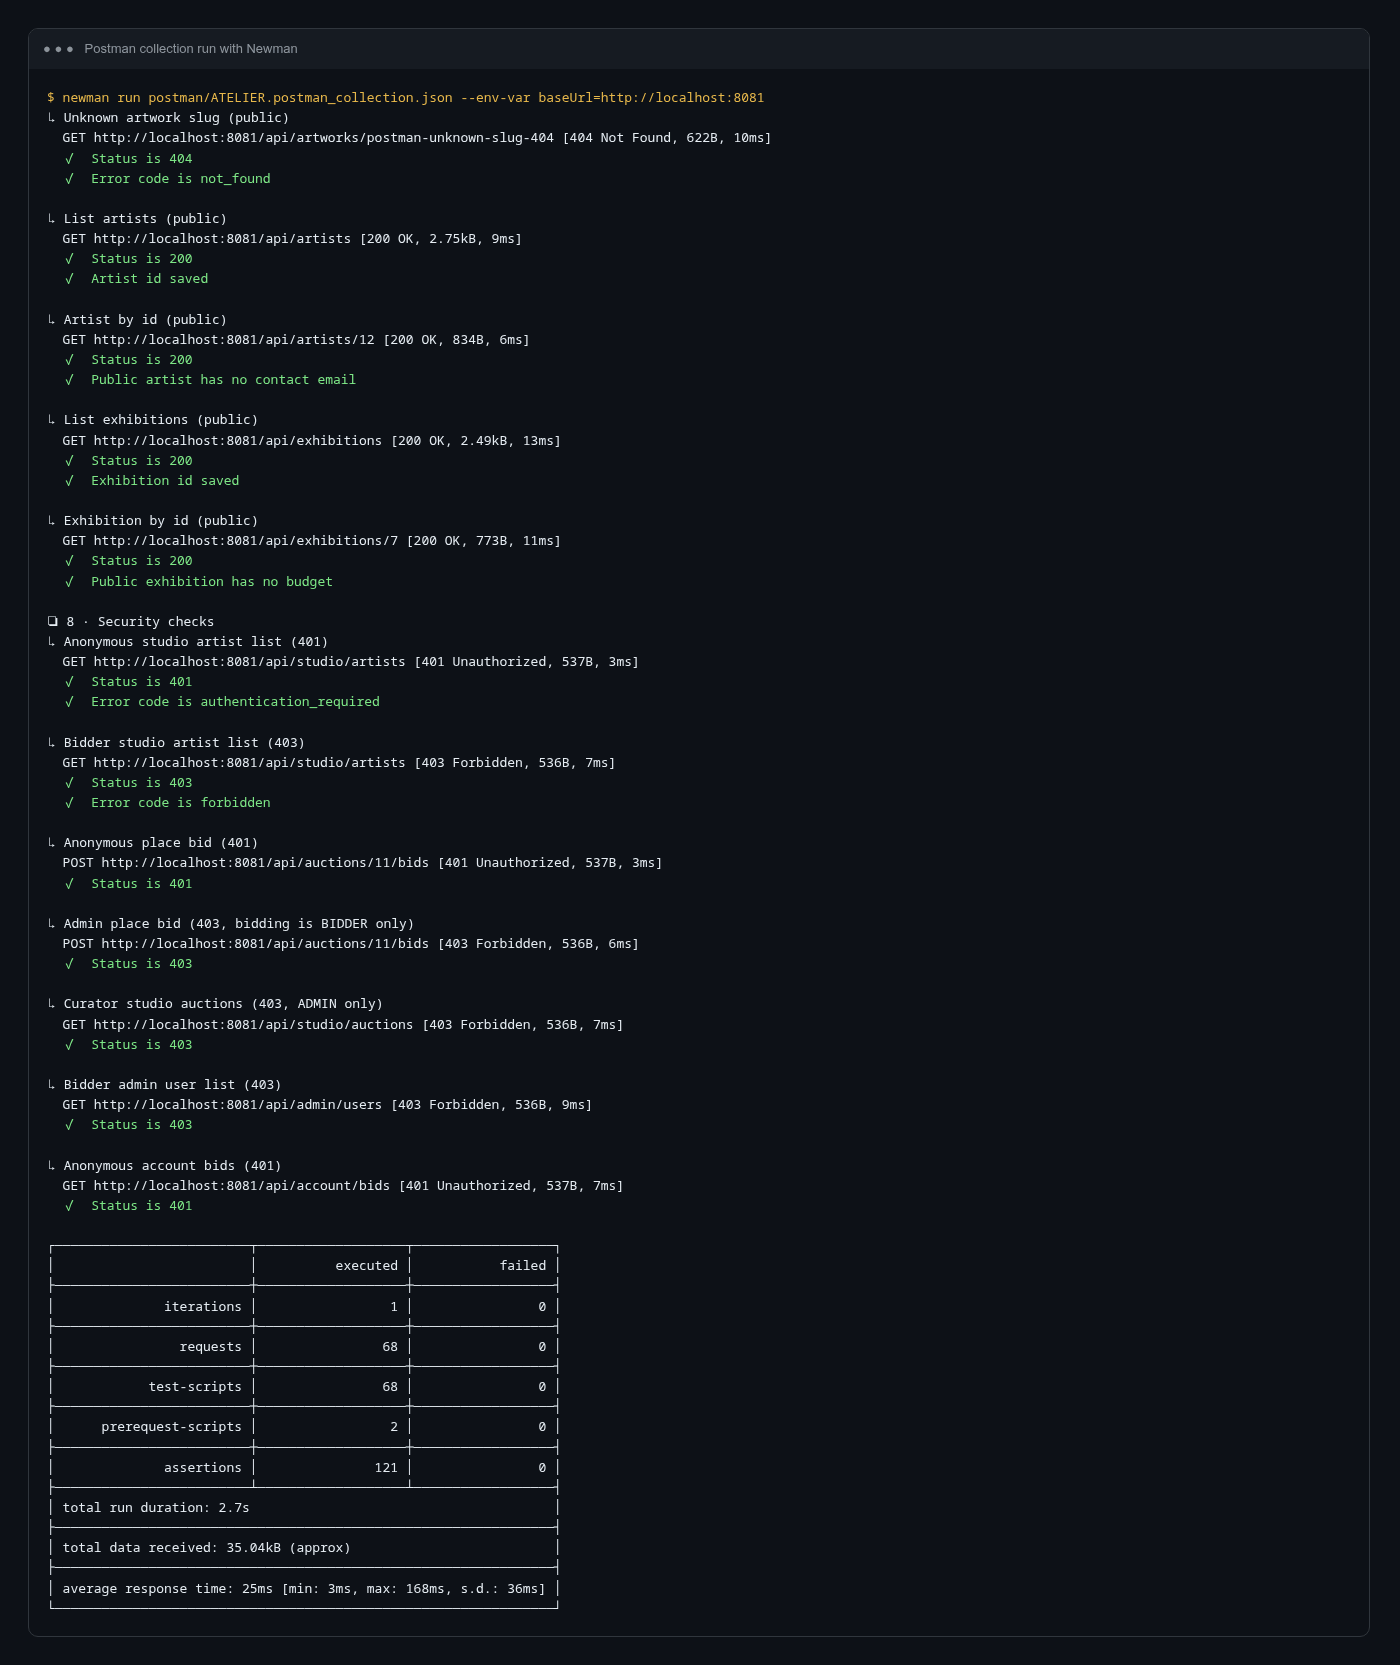 Postman collection run with Newman
$ newman run postman/ATELIER.postman_collection.json --env-var baseUrl=http://localhost:8081
↳ Unknown artwork slug (public)
GET http://localhost:8081/api/artworks/postman-unknown-slug-404 [404 Not Found, 622B, 10ms]
√ Status is 404
√ Error code is not_found
↳ List artists (public)
GET http://localhost:8081/api/artists [200 OK, 2.75kB, 9ms]
√ Status is 200
√ Artist id saved
↳ Artist by id (public)
GET http://localhost:8081/api/artists/12 [200 OK, 834B, 6ms]
√ Status is 200
√ Public artist has no contact email
↳ List exhibitions (public)
GET http://localhost:8081/api/exhibitions [200 OK, 2.49kB, 13ms]
√ Status is 200
√ Exhibition id saved
↳ Exhibition by id (public)
GET http://localhost:8081/api/exhibitions/7 [200 OK, 773B, 11ms]
√ Status is 200
√ Public exhibition has no budget
❏ 8 · Security checks
↳ Anonymous studio artist list (401)
GET http://localhost:8081/api/studio/artists [401 Unauthorized, 537B, 3ms]
√ Status is 401
√ Error code is authentication_required
↳ Bidder studio artist list (403)
GET http://localhost:8081/api/studio/artists [403 Forbidden, 536B, 7ms]
√ Status is 403
√ Error code is forbidden
↳ Anonymous place bid (401)
POST http://localhost:8081/api/auctions/11/bids [401 Unauthorized, 537B, 3ms]
√ Status is 401
↳ Admin place bid (403, bidding is BIDDER only)
POST http://localhost:8081/api/auctions/11/bids [403 Forbidden, 536B, 6ms]
√ Status is 403
↳ Curator studio auctions (403, ADMIN only)
GET http://localhost:8081/api/studio/auctions [403 Forbidden, 536B, 7ms]
√ Status is 403
↳ Bidder admin user list (403)
GET http://localhost:8081/api/admin/users [403 Forbidden, 536B, 9ms]
√ Status is 403
↳ Anonymous account bids (401)
GET http://localhost:8081/api/account/bids [401 Unauthorized, 537B, 7ms]
√ Status is 401
executed failed
iterations 1 0
requests 68 0
test-scripts 68 0
prerequest-scripts 2 0
assertions 121 0
total run duration: 2.7s
total data received: 35.04kB (approx)
average response time: 25ms [min: 3ms, max: 168ms, s.d.: 36ms]